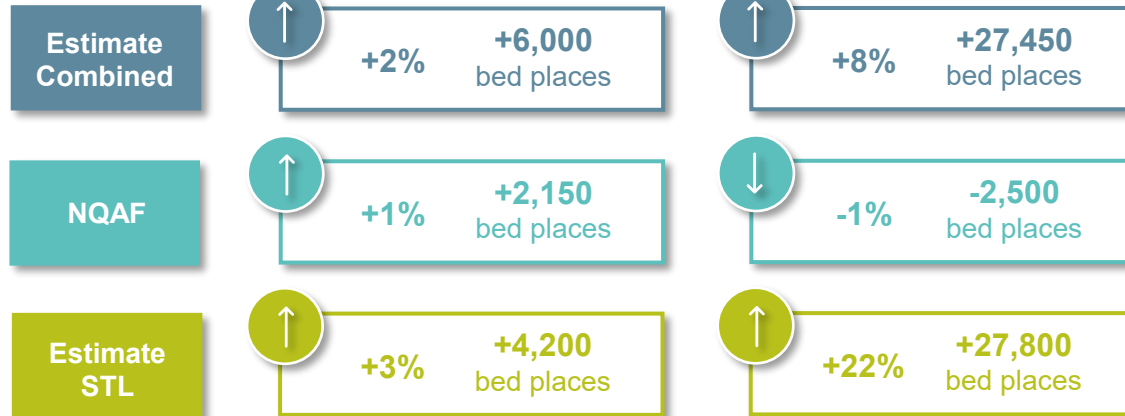 Estimate
Combined
+2%
+6,000
bed places
+8%
+27,450
bed places
NQAF
+1%
+2,150
bed places
-1%
-2,500
bed places
Estimate
STL
+3%
+4,200
bed places
+22%
+27,800
bed places